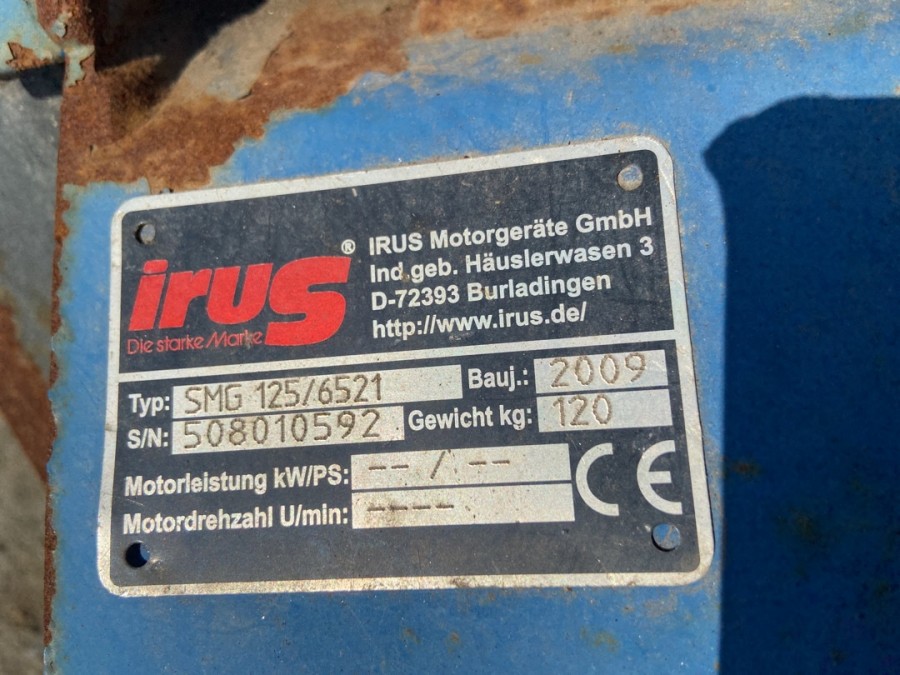 irus
®
Die starke Marke
IRUS Motorgeräte GmbH
Ind.geb. Häuslerwasen 3
D-72393 Burladingen
http://www.irus.de/
Typ: SMG 125/6521 Bauj.: 2009
S/N: 508010592 Gewicht kg: 120
Motorleistung kW/PS: -- / --
Motordrehzahl U/min: ----
CE